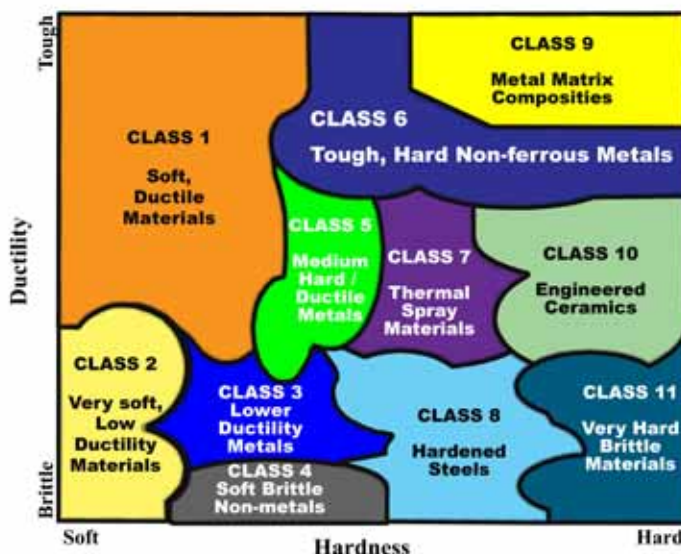 Tough
Ductility
Brittle
CLASS 1
Soft,
Ductile
Materials
CLASS 6
Tough, Hard Non-ferrous Metals
CLASS 9
Metal Matrix
Composities
CLASS 5
Medium
Hard /
Ductile
Metals
CLASS 7
Thermal
Spray
Materials
CLASS 10
Engineered
Ceramics
CLASS 2
Very soft,
Low
Ductility
Materials
CLASS 3
Lower
Ductility
Metals
CLASS 4
Soft Brittle
Non-metals
CLASS 8
Hardened
Steels
CLASS 11
Very Hard
Brittle
Materials
Soft
Hardness
Hard